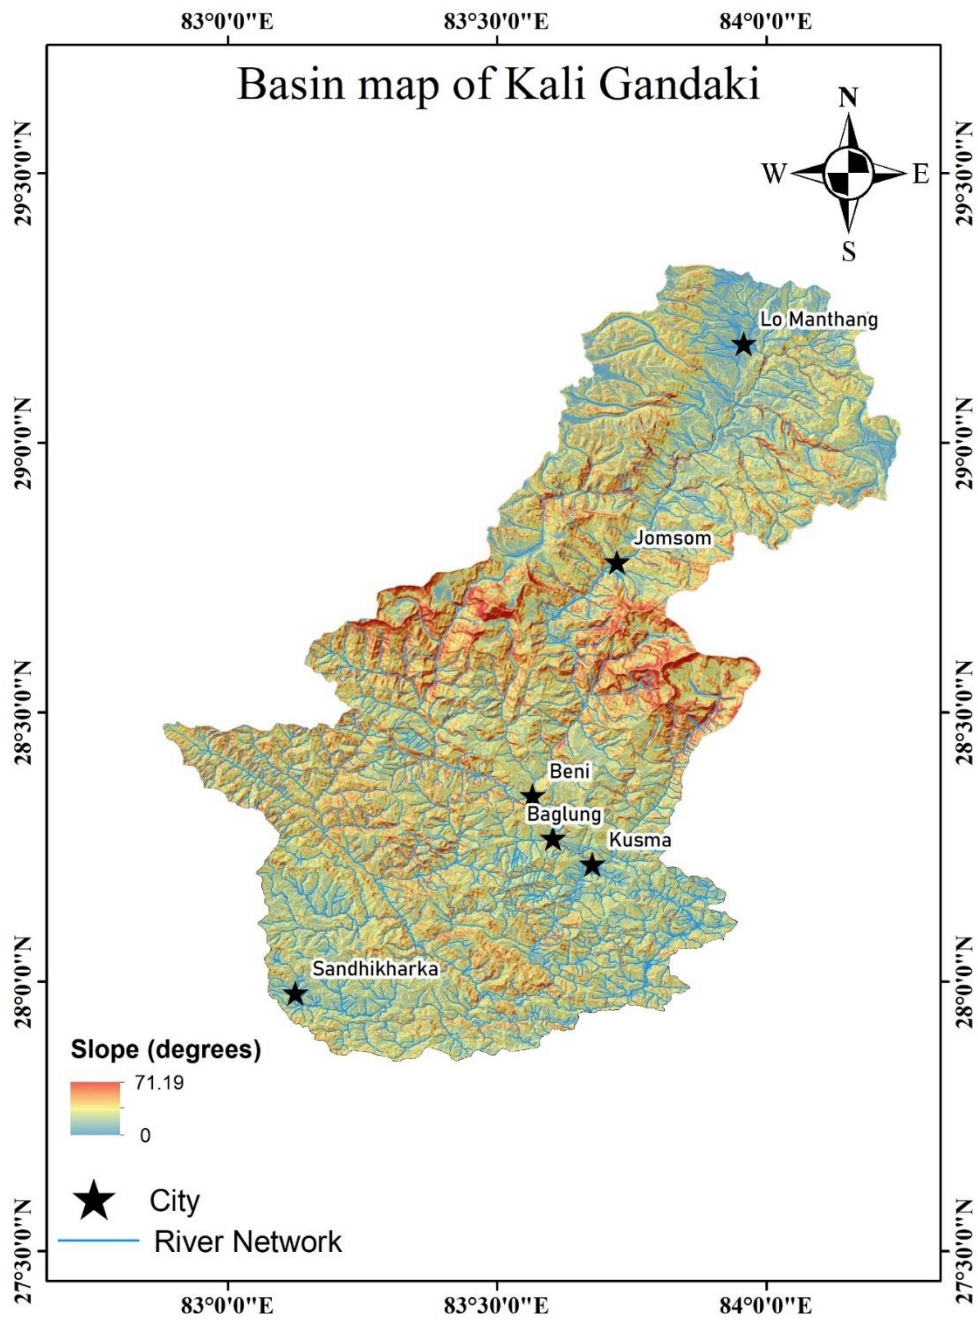 83°0'0"E
83°30'0"E
84°0'0"E
Basin map of Kali Gandaki
N
W
E
S
29°30'0"N
29°30'0"N
Lo Manthang
29°0'0"N
29°0'0"N
Jomsom
28°30'0"N
28°30'0"N
Beni
Baglung
Kusma
Sandhikharka
28°0'0"N
28°0'0"N
Slope (degrees)
71.19
0
City
River Network
27°30'0"N
27°30'0"N
83°0'0"E
83°30'0"E
84°0'0"E